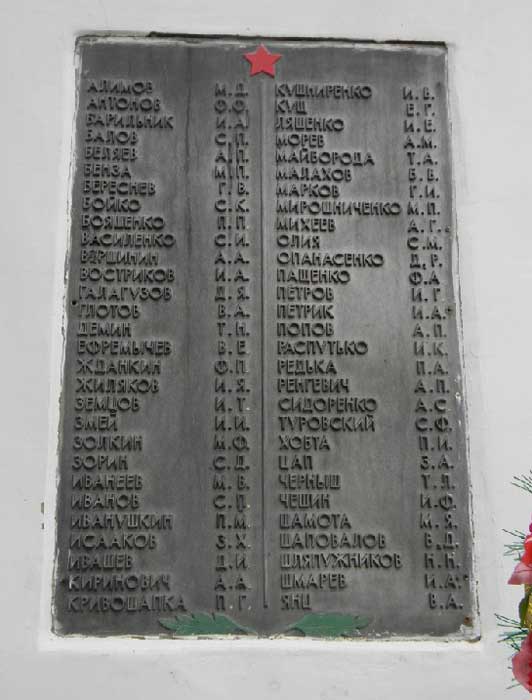 АЛИМОВ М.Д.
АНТОНОВ Ф.Ф.
БАРИЛЬНИК И.А.
БАЛОВ С.П.
БЕЛЯЕВ А.П.
БЕНЗА М.П.
БЕРЕСНЕВ Г.В.
БОЙКО С.К.
БОЯЩЕНКО П.П.
ВАСИЛЕНКО С.И.
ВЕРШИНИН А.А.
ВОСТРИКОВ И.А.
ГАЛАГУЗОВ Д.Я.
ГЛОТОВ В.А.
ДЕМИН Т.Н.
ЕФРЕМЫЧЕВ В.Е.
ЖДАНКИН Ф.П.
ЖИЛЯКОВ И.Я.
ЗЕМЦОВ И.Т.
ЗМЕЙ И.И.
ЗОЛКИН М.Ф.
ЗОРИН С.Д.
ИВАНЕЕВ М.В.
ИВАНОВ С.П.
ИВАНУШКИН П.М.
ИСААКОВ З.Х.
ИВАШЕВ Д.И.
КИРИНОВИЧ А.А.
КРИВОШАПКА П.Г.
КУШНИРЕНКО И.В.
КУЩ Е.Г.
ЛЯШЕНКО И.Е.
МОРЕВ А.М.
МАЙБОРОДА Т.А.
МАЛАХОВ Б.В.
МАРКОВ Г.И.
МИРОШНИЧЕНКО М.П.
МИХЕЕВ А.Г.
ОЛИЯ С.М.
ОПАНАСЕНКО Д.Р.
ПАЩЕНКО Ф.А.
ПЕТРОВ И.Г.
ПЕТРИК И.А.
ПОПОВ А.П.
РАСПУТЬКО И.К.
РЕДЬКА П.А.
РЕНГЕВИЧ А.П.
СИДОРЕНКО А.С.
ТУРОВСКИЙ С.Ф.
ХОВТА П.И.
ЦАП З.А.
ЧЕРНЫШ Т.Л.
ЧЕШИН И.Ф.
ШАМОТА М.Я.
ШАПОВАЛОВ В.Д.
ШЛЯПУЖНИКОВ Н.Н.
ШМАРЕВ И.А.
ЯНЦ В.А.